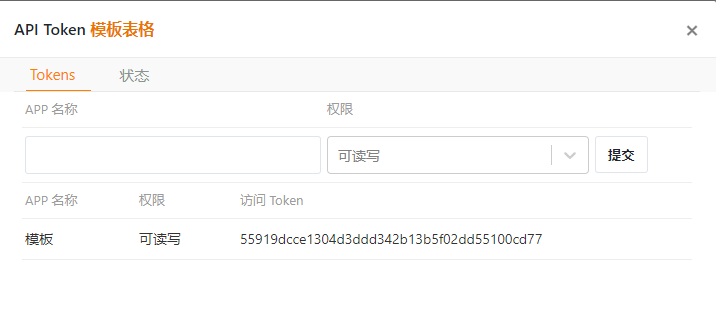 API Token 模板表格
Tokens 状态
APP 名称 权限
可读写 提交
APP 名称 权限 访问 Token
模板 可读写 55919dcce1304d3ddd342b13b5f02dd55100cd77